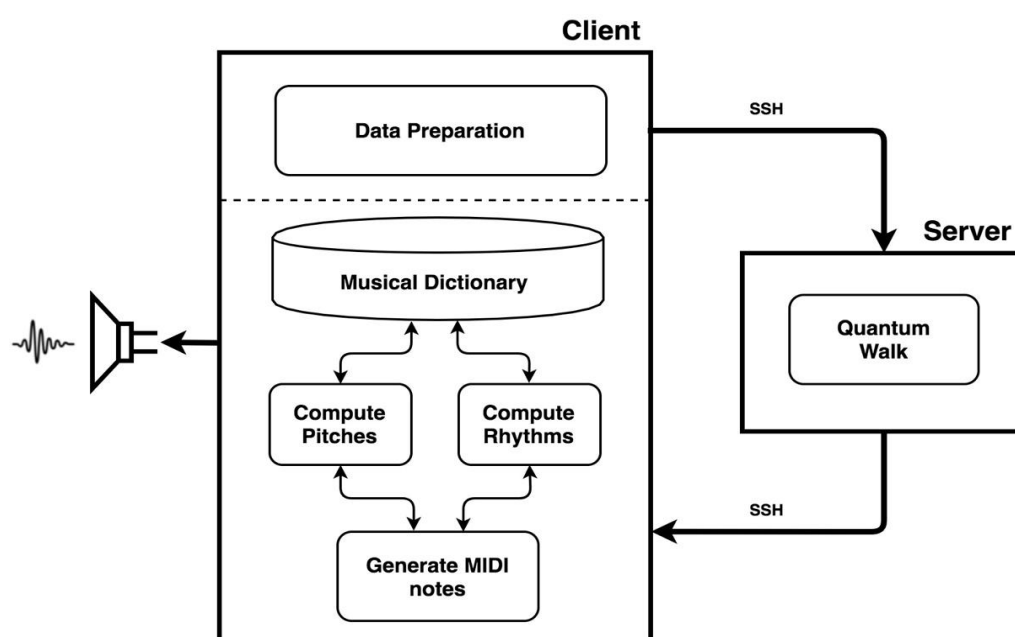 Client
Data Preparation
SSH
Server
Musical Dictionary
Quantum
Walk
Compute
Pitches
Compute
Rhythms
SSH
Generate MIDI
notes